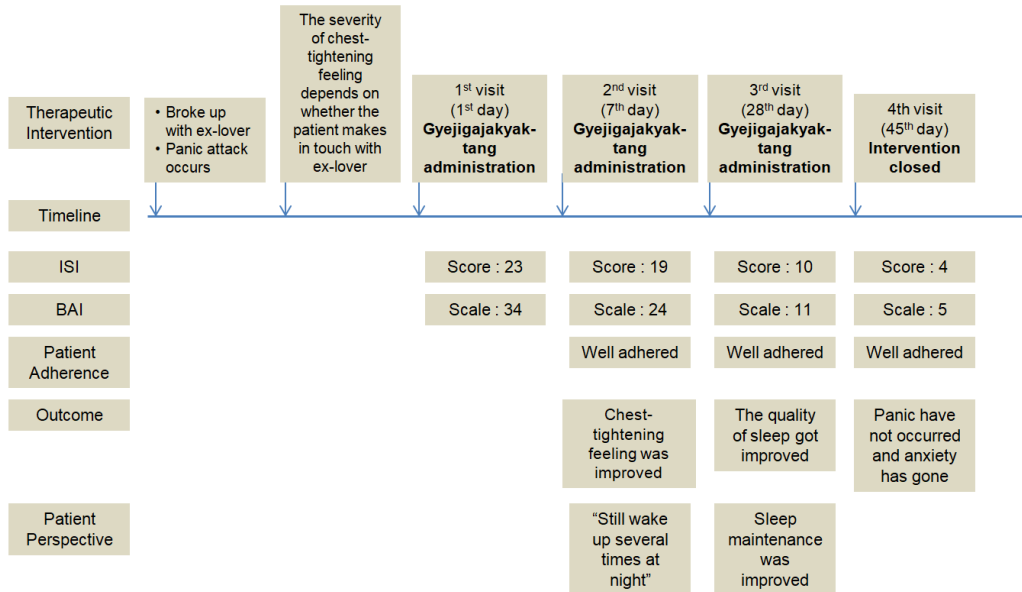 Therapeutic
Intervention
• Broke up
with ex-lover
• Panic attack
occurs
The severity
of chest-
tightening
feeling
depends on
whether the
patient makes
in touch with
ex-lover
1st visit
(1st day)
Gyejigajakyak-
tang
administration
2nd visit
(7th day)
Gyejigajakyak-
tang
administration
3rd visit
(28th day)
Gyejigajakyak-
tang
administration
4th visit
(45th day)
Intervention
closed
Timeline
ISI
Score : 23
Score : 19
Score : 10
Score : 4
BAI
Scale : 34
Scale : 24
Scale : 11
Scale : 5
Patient
Adherence
Well adhered
Well adhered
Well adhered
Outcome
Chest-
tightening
feeling was
improved
The quality
of sleep got
improved
Panic have
not occurred
and anxiety
has gone
Patient
Perspective
“Still wake
up several
times at
night”
Sleep
maintenance
was
improved